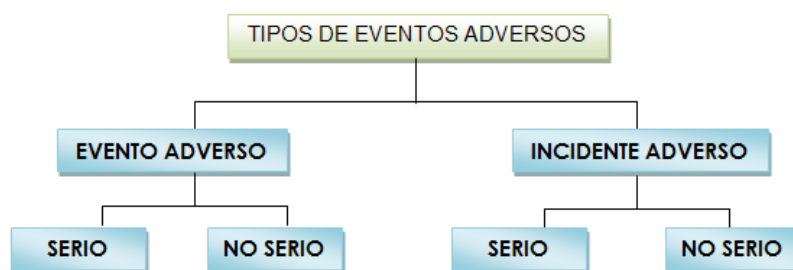 TIPOS DE EVENTOS ADVERSOS
EVENTO ADVERSO
INCIDENTE ADVERSO
SERIO
NO SERIO
SERIO
NO SERIO